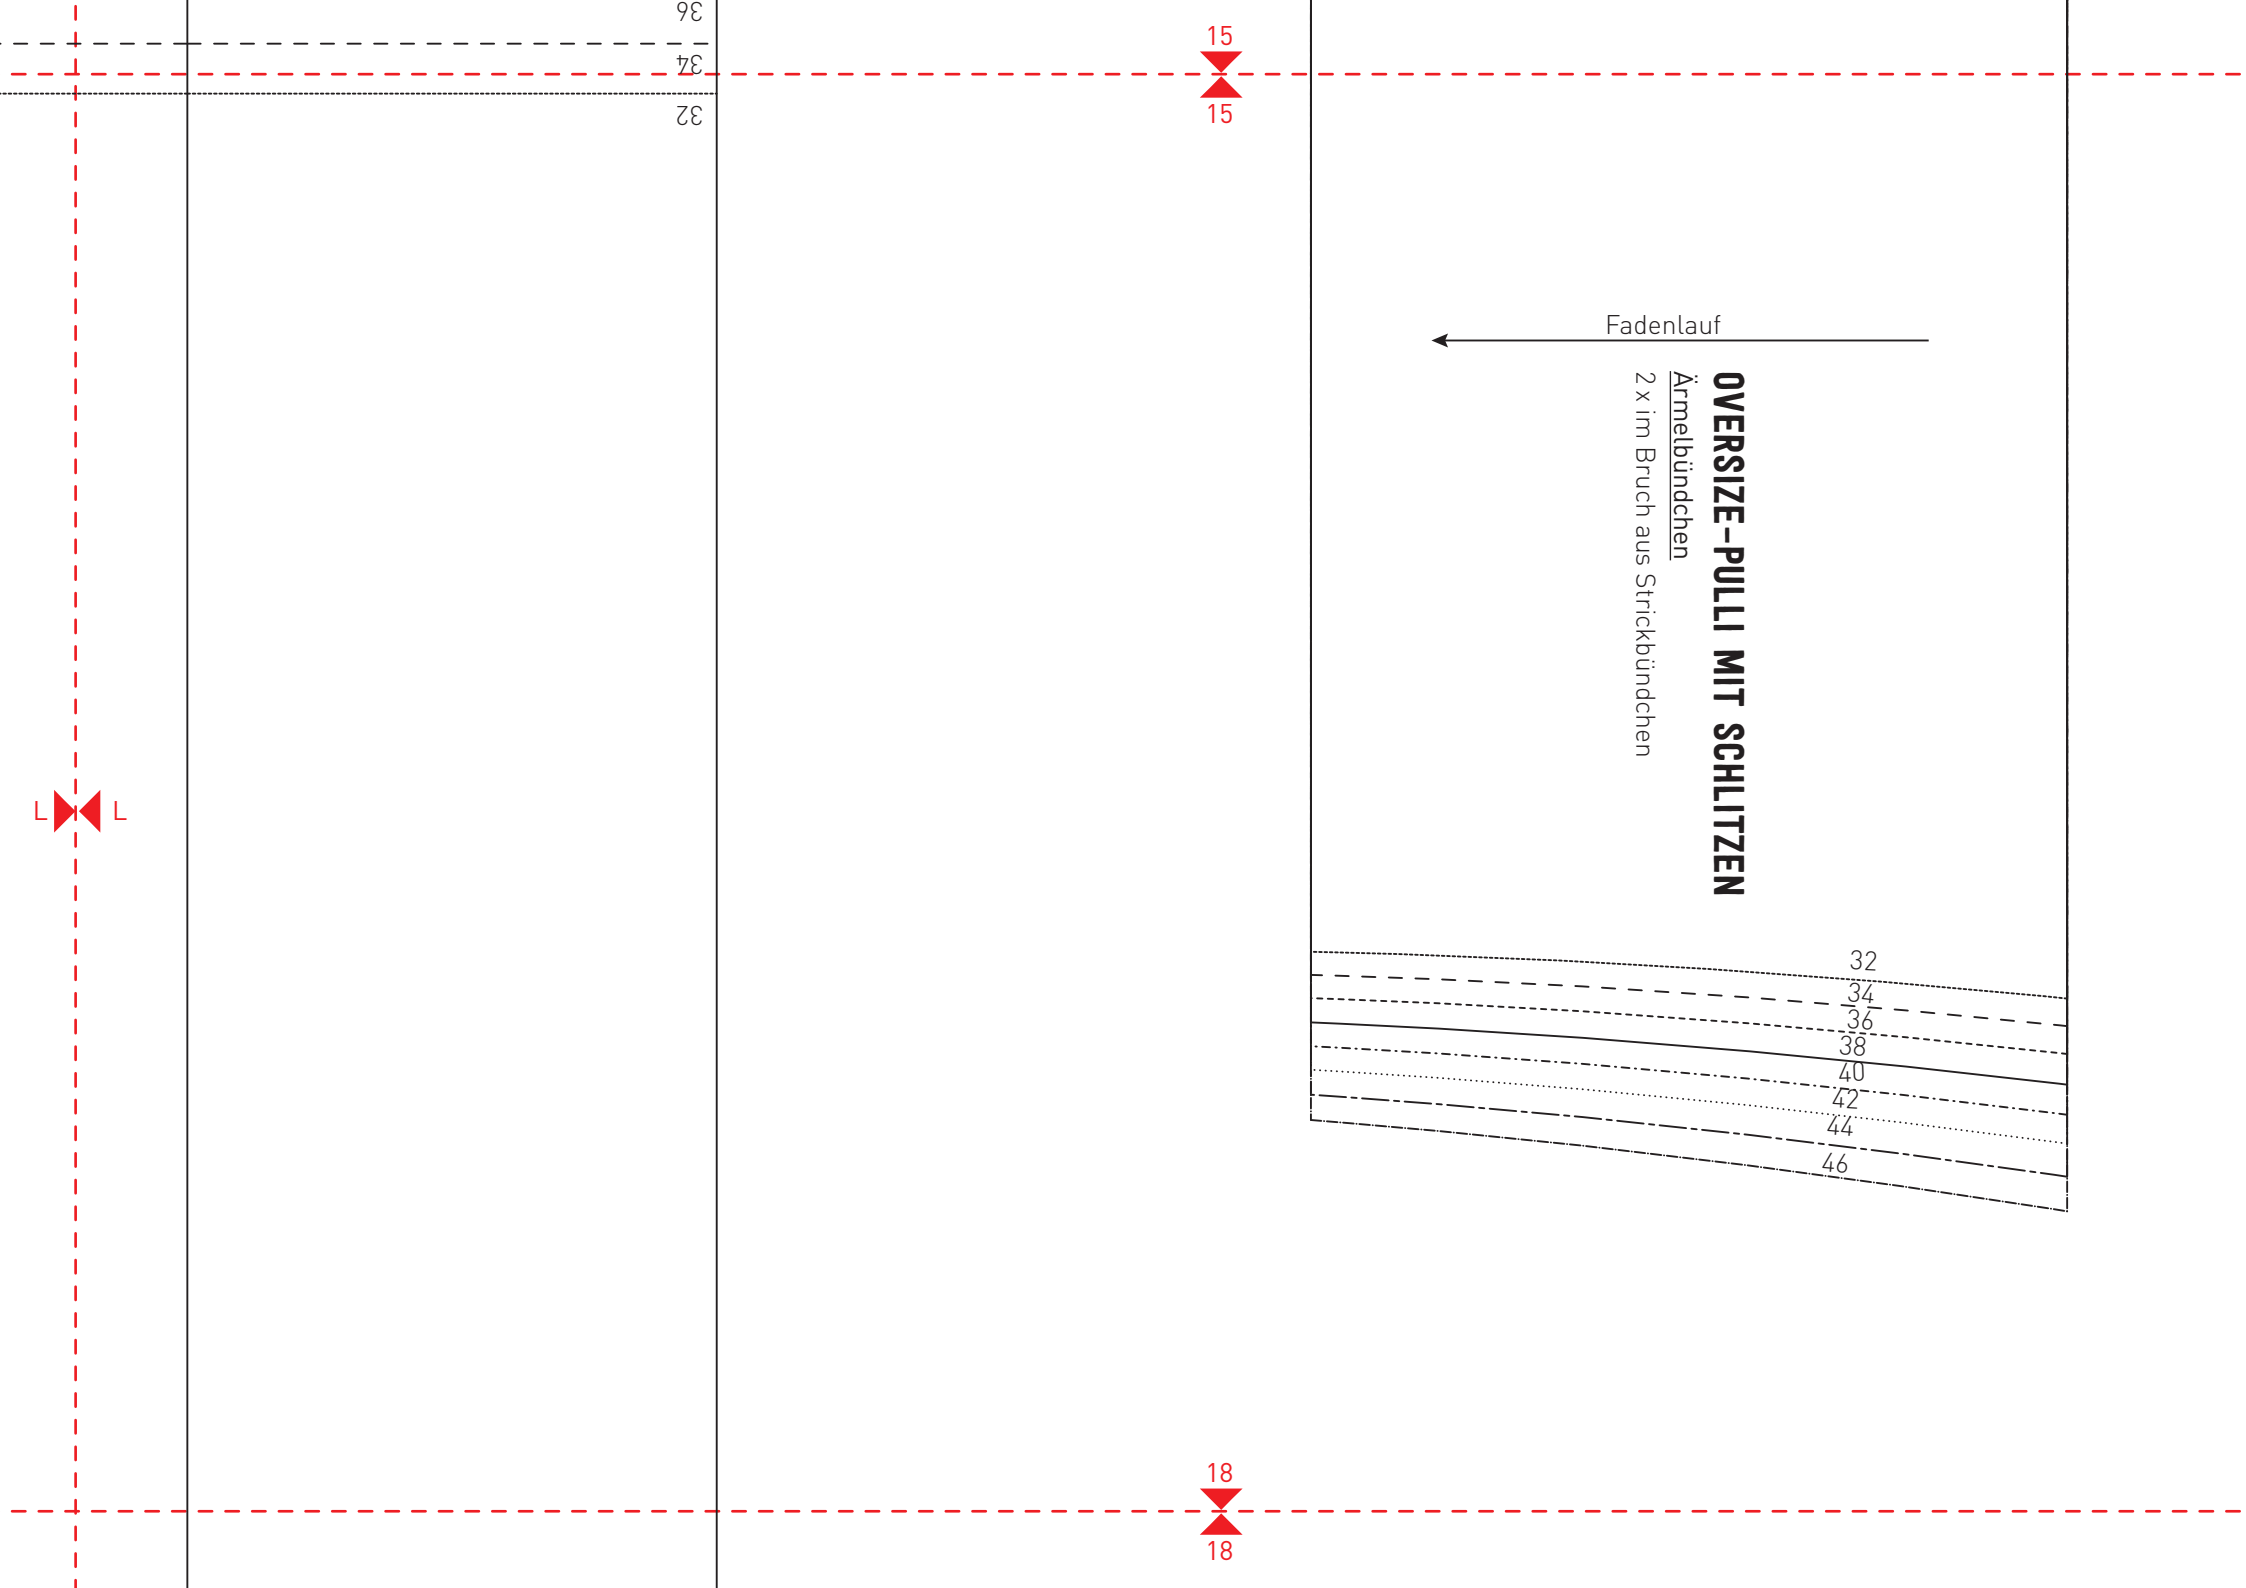 36
34
32
15
15
Fadenlauf
OVERSIZE-PULLI MIT SCHLITZEN
Ärmelbündchen
2 x im Bruch aus Strickbündchen
L
L
32
34
36
38
40
42
44
46
18
18